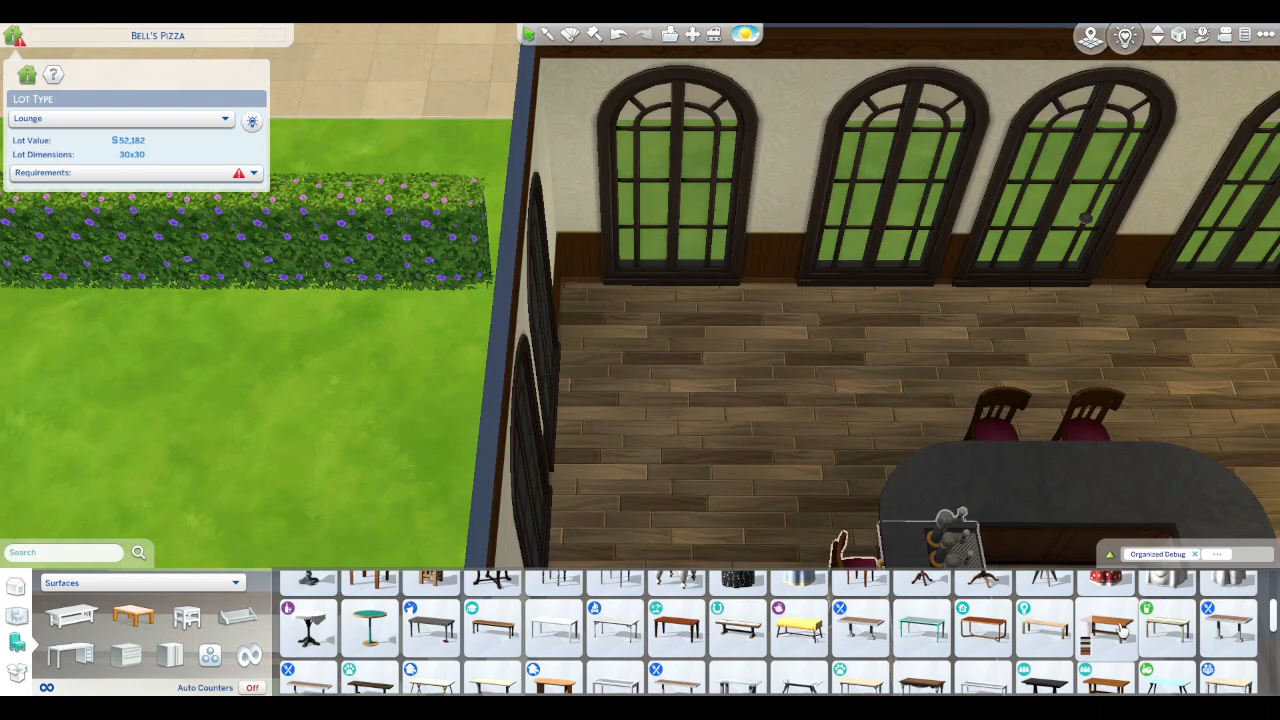 BELL'S PIZZA
LOT TYPE
Lounge
Lot Value: §52,182
Lot Dimensions: 30x30
Requirements:
Search
Organized Debug
Surfaces
Auto Counters Off